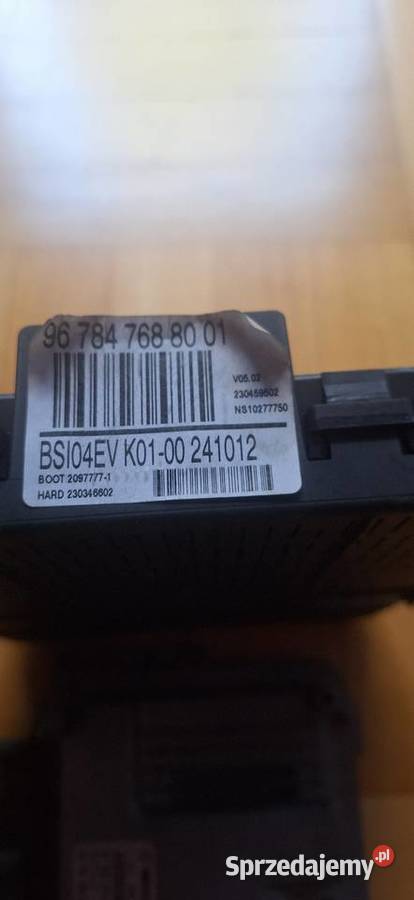 96 784 768 80 01
V05.02
230459502
NS10277750
BSI04EV K01-00 241012
BOOT 2097777-1
HARD 230346602
Sprzedajemy.pl